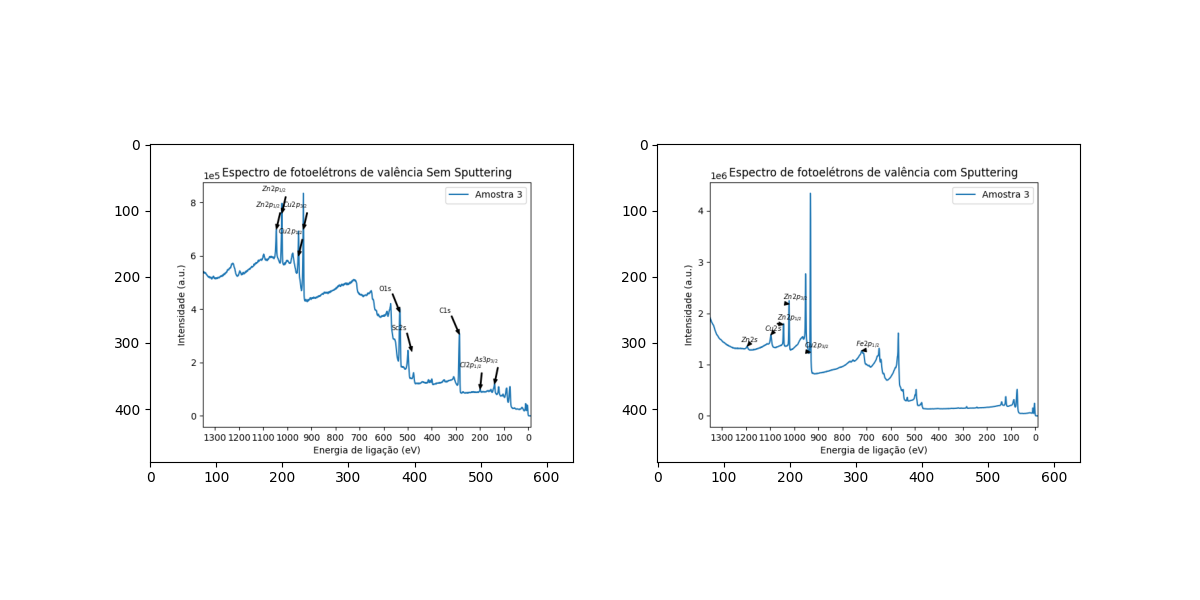 Espectro de fotoelétrons de valência Sem Sputtering
1e5
Amostra 3
Zn2p1/2
Zn2p1/2
Cu2p1/2
O1s
Sc2s
C1s
As3p3/2
Cl2p1/2
Intensidade (a.u.)
8
6
4
2
0
1300 1200 1100 1000 900 800 700 600 500 400 300 200 100 0
Energia de ligação (eV)
0
100
200
300
400
0 100 200 300 400 500 600
Espectro de fotoelétrons de valência com Sputtering
1e6
Amostra 3
Zn2p3/2
Zn2p1/2
Cu2s
Zn2s
Cu2p3/2
Fe2p1/2
Intensidade (a.u.)
4
3
2
1
0
1300 1200 1100 1000 900 800 700 600 500 400 300 200 100 0
Energia de ligação (eV)
0
100
200
300
400
0 100 200 300 400 500 600